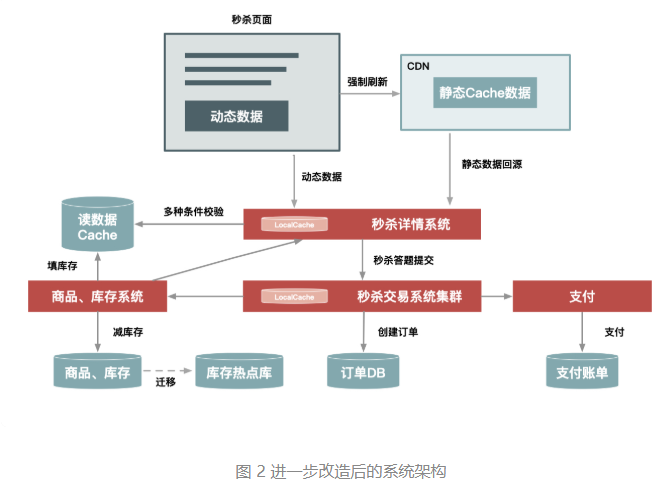 秒杀页面
CDN
强制刷新
静态Cache数据
动态数据
静态数据回源
动态数据
多种条件校验
读数据
Cache
LocalCache
秒杀详情系统
填库存
秒杀答题提交
商品、库存系统
LocalCache
秒杀交易系统集群
支付
减库存
创建订单
支付
商品、库存
迁移
库存热点库
订单DB
支付账单
图 2 进一步改造后的系统架构